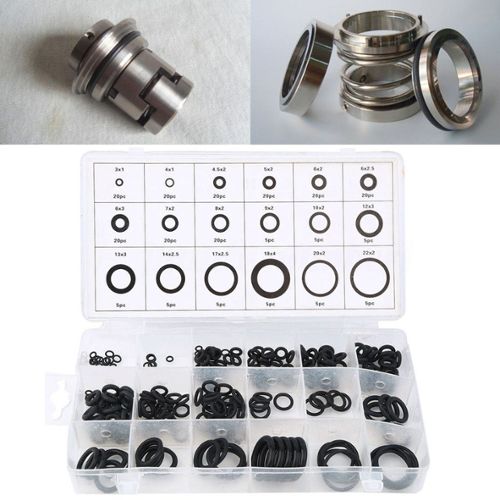 3x1 4x1 4.5x2 5x2 6x2 6x2.5
20pc 20pc 20pc 20pc 20pc 20pc
6x3 7x2 8x2 9x2 10x2 12x3
20pc 20pc 20pc 5pc 5pc 5pc
13x3 14x2.5 17x2.5 18x4 20x2 22x2
5pc 5pc 5pc 5pc 5pc 5pc